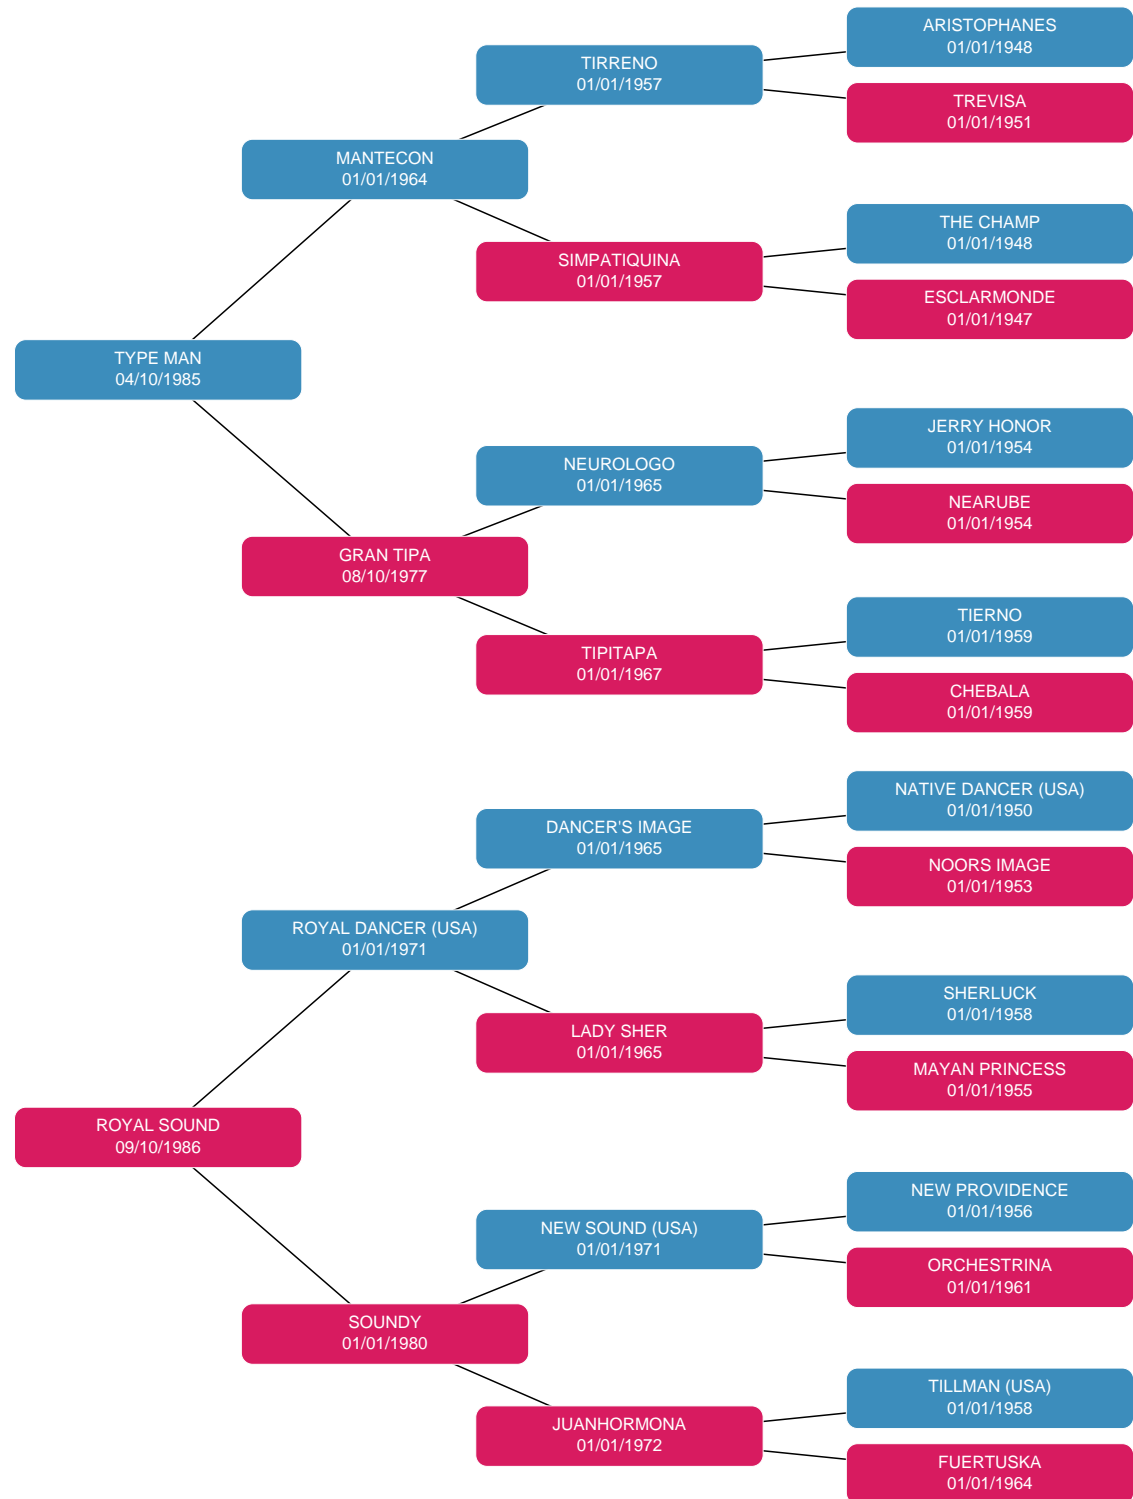 ARISTOPHANES
01/01/1948
TIRRENO
01/01/1957
TREVISA
01/01/1951
MANTECON
01/01/1964
THE CHAMP
01/01/1948
SIMPATIQUINA
01/01/1957
ESCLARMONDE
01/01/1947
TYPE MAN
04/10/1985
JERRY HONOR
01/01/1954
NEUROLOGO
01/01/1965
NEARUBE
01/01/1954
GRAN TIPA
08/10/1977
TIERNO
01/01/1959
TIPITAPA
01/01/1967
CHEBALA
01/01/1959
NATIVE DANCER (USA)
01/01/1950
DANCER'S IMAGE
01/01/1965
NOORS IMAGE
01/01/1953
ROYAL DANCER (USA)
01/01/1971
SHERLUCK
01/01/1958
LADY SHER
01/01/1965
MAYAN PRINCESS
01/01/1955
ROYAL SOUND
09/10/1986
NEW PROVIDENCE
01/01/1956
NEW SOUND (USA)
01/01/1971
ORCHESTRINA
01/01/1961
SOUNDY
01/01/1980
TILLMAN (USA)
01/01/1958
JUANHORMONA
01/01/1972
FUERTUSKA
01/01/1964